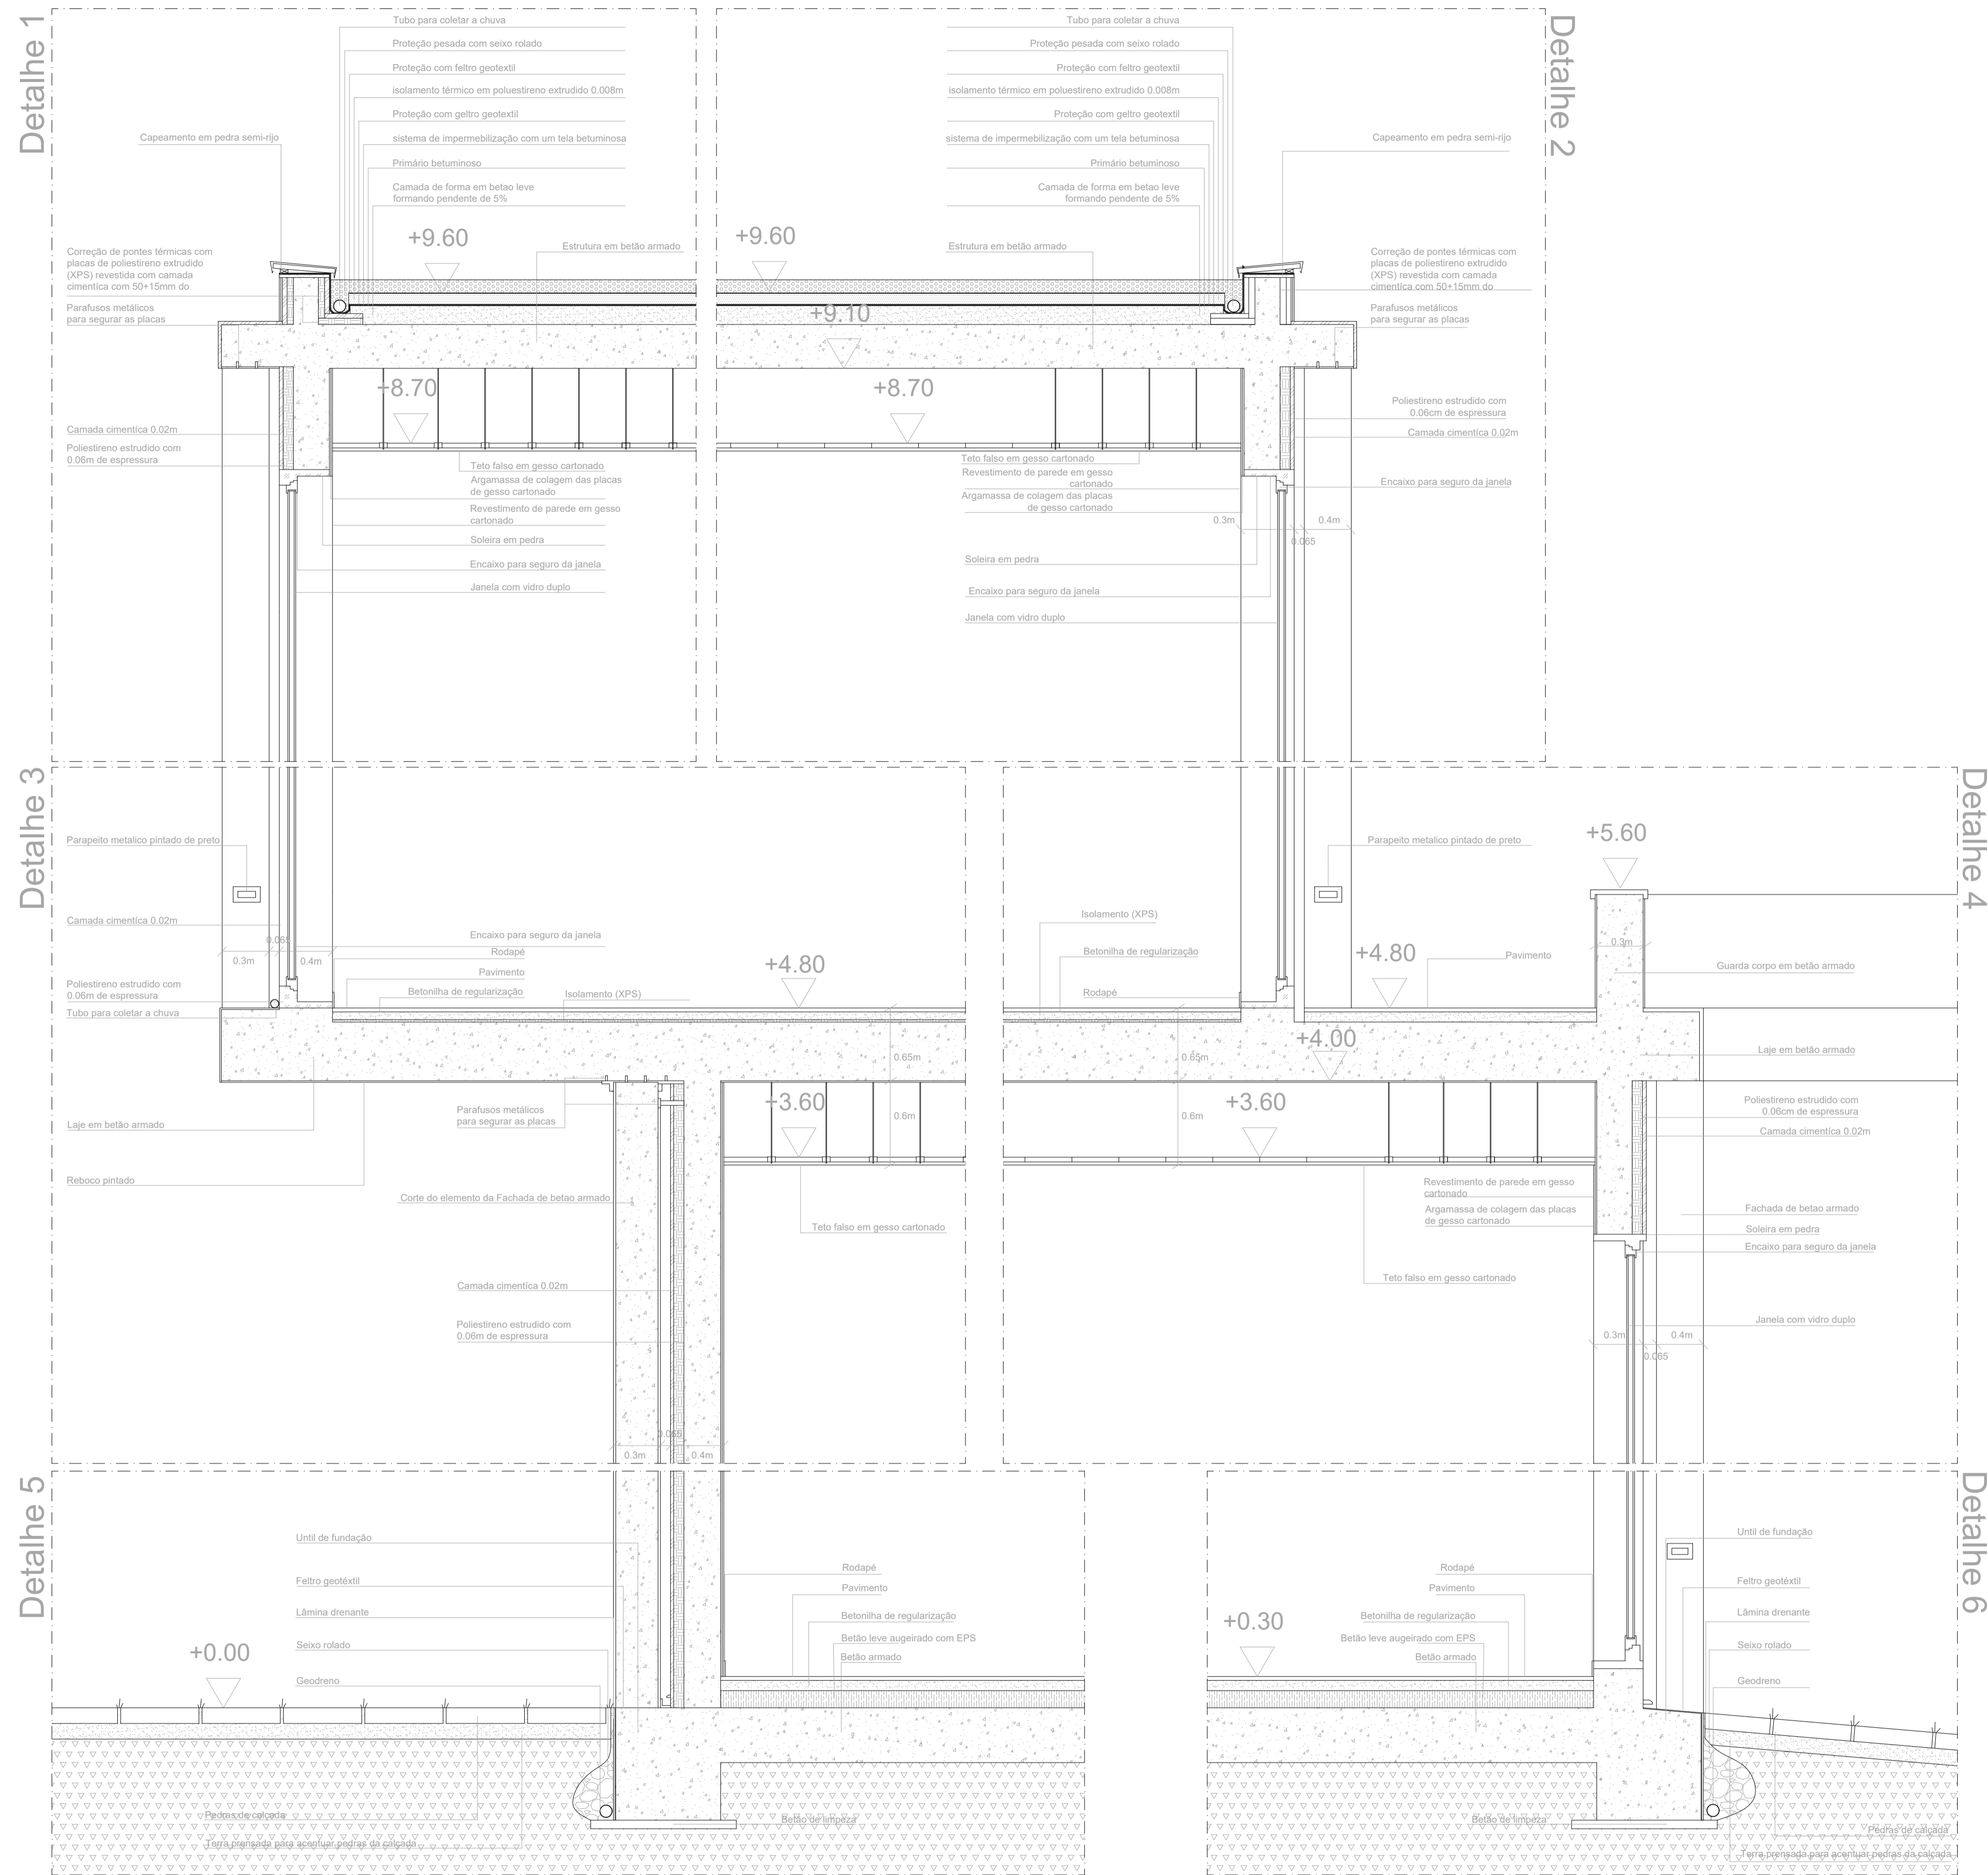 Detalhe 1
Tubo para coletar a chuva
Proteção pesada com seixo rolado
Proteção com feltro geotextil
isolamento térmico em poluestireno extrudido 0.008m
Proteção com geltro geotextil
sistema de impermebilização com um tela betuminosa
Primário betuminoso
Camada de forma em betao leve
formando pendente de 5%
Capeamento em pedra semi-rijo
+9.60
Estrutura em betão armado
Correção de pontes térmicas com
placas de poliestireno extrudido
(XPS) revestida com camada
cimentíca com 50+15mm do
Parafusos metálicos
para segurar as placas
+8.70
Camada cimentíca 0.02m
Poliestireno estrudido com
0.06m de espressura
Teto falso em gesso cartonado
Argamassa de colagem das placas
de gesso cartonado
Revestimento de parede em gesso
cartonado
Soleira em pedra
Encaixo para seguro da janela
Janela com vidro duplo
Detalhe 2
Tubo para coletar a chuva
Proteção pesada com seixo rolado
Proteção com feltro geotextil
isolamento térmico em poluestireno extrudido 0.008m
Proteção com geltro geotextil
sistema de impermebilização com um tela betuminosa
Primário betuminoso
Camada de forma em betao leve
formando pendente de 5%
Capeamento em pedra semi-rijo
+9.60
Estrutura em betão armado
Correção de pontes térmicas com
placas de poliestireno extrudido
(XPS) revestida com camada
cimentíca com 50+15mm do
Parafusos metálicos
para segurar as placas
+9.10
+8.70
Poliestireno estrudido com
0.06cm de espressura
Camada cimentíca 0.02m
Teto falso em gesso cartonado
Revestimento de parede em gesso
cartonado
Argamassa de colagem das placas
de gesso cartonado
Encaixo para seguro da janela
0.3m
0.065
0.4m
Soleira em pedra
Encaixo para seguro da janela
Janela com vidro duplo
Detalhe 3
Parapeito metalico pintado de preto
Camada cimentíca 0.02m
0.065
0.3m
0.4m
Encaixo para seguro da janela
Rodapé
Pavimento
Betonilha de regularização
Isolamento (XPS)
+4.80
Poliestireno estrudido com
0.06m de espressura
Tubo para coletar a chuva
0.65m
Parafusos metálicos
para segurar as placas
+3.60
0.6m
Laje em betão armado
Reboco pintado
Corte do elemento da Fachada de betao armado
Teto falso em gesso cartonado
Camada cimentíca 0.02m
Poliestireno estrudido com
0.06m de espressura
0.065
0.3m
0.4m
Detalhe 4
+5.60
Parapeito metalico pintado de preto
Isolamento (XPS)
Betonilha de regularização
Rodapé
+4.80
Pavimento
0.3m
Guarda corpo em betão armado
+4.00
0.65m
Laje em betão armado
+3.60
0.6m
Poliestireno estrudido com
0.06cm de espressura
Camada cimentíca 0.02m
Revestimento de parede em gesso
cartonado
Argamassa de colagem das placas
de gesso cartonado
Fachada de betao armado
Soleira em pedra
Encaixo para seguro da janela
Teto falso em gesso cartonado
Janela com vidro duplo
0.3m
0.065
0.4m
Detalhe 5
Until de fundação
Feltro geotéxtil
Lâmina drenante
Seixo rolado
Geodreno
+0.00
Rodapé
Pavimento
Betonilha de regularização
Betão leve augeirado com EPS
Betão armado
Pedras de calçada
Terra prensada para acentuar pedras da calçada
Betão de limpeza
Detalhe 6
+0.30
Rodapé
Pavimento
Betonilha de regularização
Betão leve augeirado com EPS
Betão armado
Until de fundação
Feltro geotéxtil
Lâmina drenante
Seixo rolado
Geodreno
Betão de limpeza
Pedras de calçada
Terra prensada para acentuar pedras da calçada